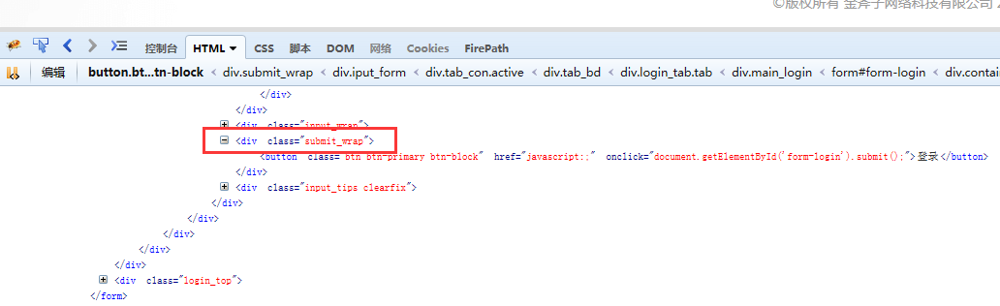 ©版权所有 金斧子网络科技有限公司 2
控制台 HTML CSS 脚本 DOM 网络 Cookies FirePath
编辑 button.bt...tn-block < div.submit_wrap < div.iput_form < div.tab_con.active < div.tab_bd < div.login_tab.tab < div.main_login < form#form-login < div.contai
</div>
</div>
<div class="input_wrap">
<div class="submit_wrap">
<button class="btn btn-primary btn-block" href="javascript::" onclick="document.getElementById('form-login').submit();">登录</button>
</div>
<div class="input_tips clearfix">
</div>
</div>
</div>
</div>
</div>
<div class="login_top">
</form>